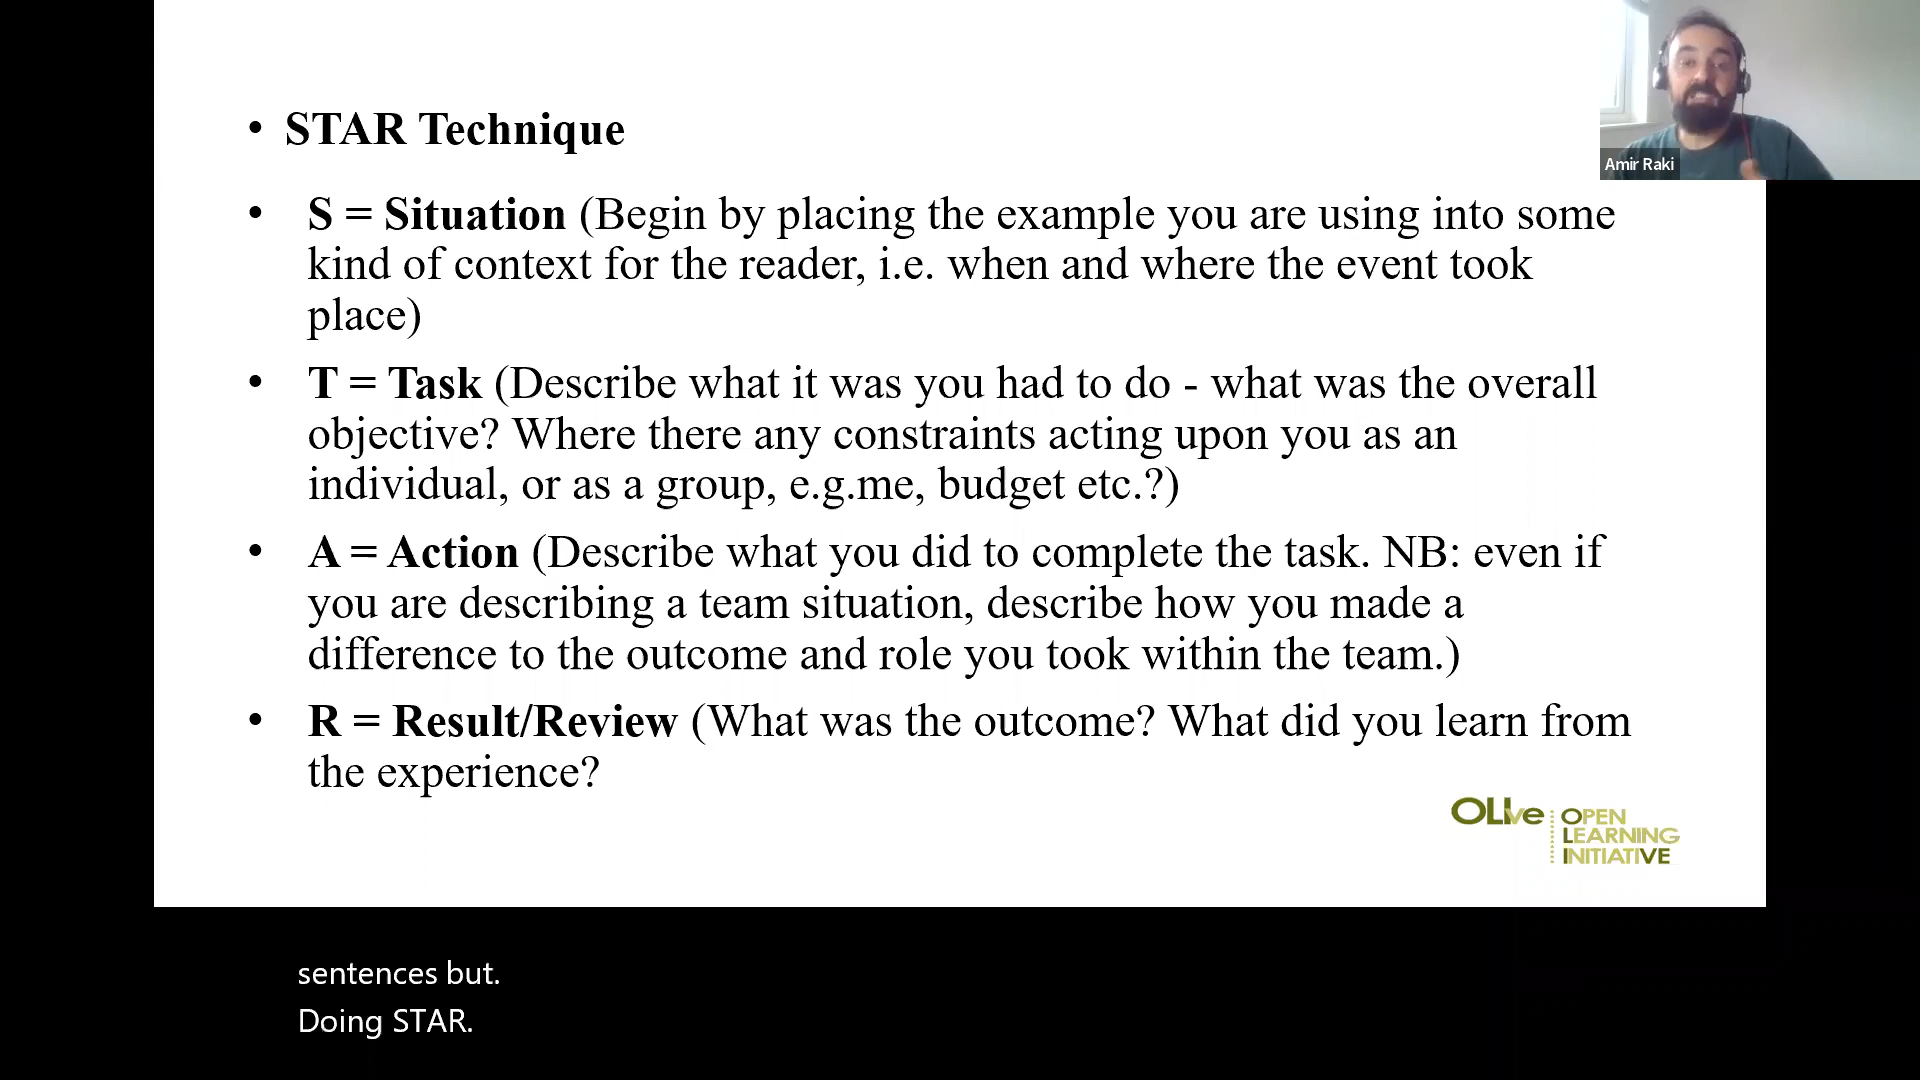 • STAR Technique
• S = Situation (Begin by placing the example you are using into some
kind of context for the reader, i.e. when and where the event took
place)
• T = Task (Describe what it was you had to do - what was the overall
objective? Where there any constraints acting upon you as an
individual, or as a group, e.g.me, budget etc.?)
• A = Action (Describe what you did to complete the task. NB: even if
you are describing a team situation, describe how you made a
difference to the outcome and role you took within the team.)
• R = Result/Review (What was the outcome? What did you learn from
the experience?
Amir Raki
OLIve
OPEN
LEARNING
INITIATIVE
sentences but.
Doing STAR.